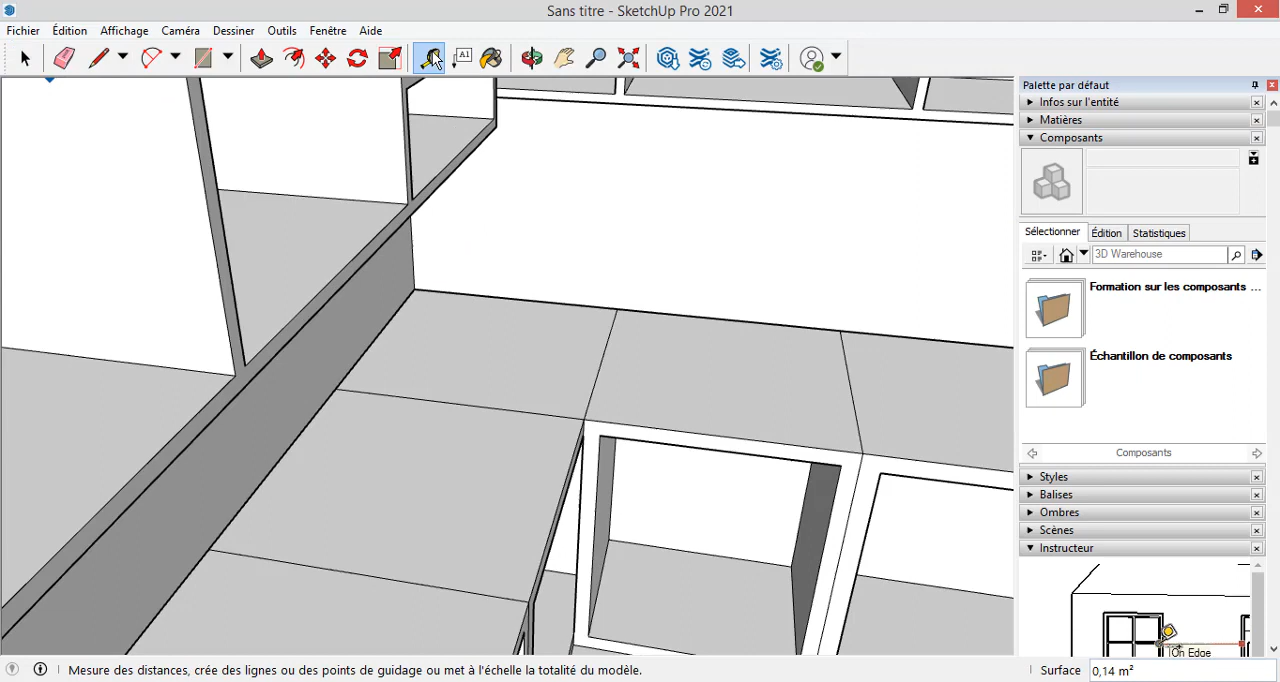 Sans titre - SketchUp Pro 2021
Fichier Édition Affichage Caméra Dessiner Outils Fenêtre Aide
A1
Palette par défaut
Infos sur l'entité
Matières
Composants
Sélectionner Édition Statistiques
3D Warehouse
Formation sur les composants ...
Échantillon de composants
Composants
Styles
Balises
Ombres
Scènes
Instructeur
On Edge
Mesure des distances, crée des lignes ou des points de guidage ou met à l'échelle la totalité du modèle.
Surface 0,14 m²